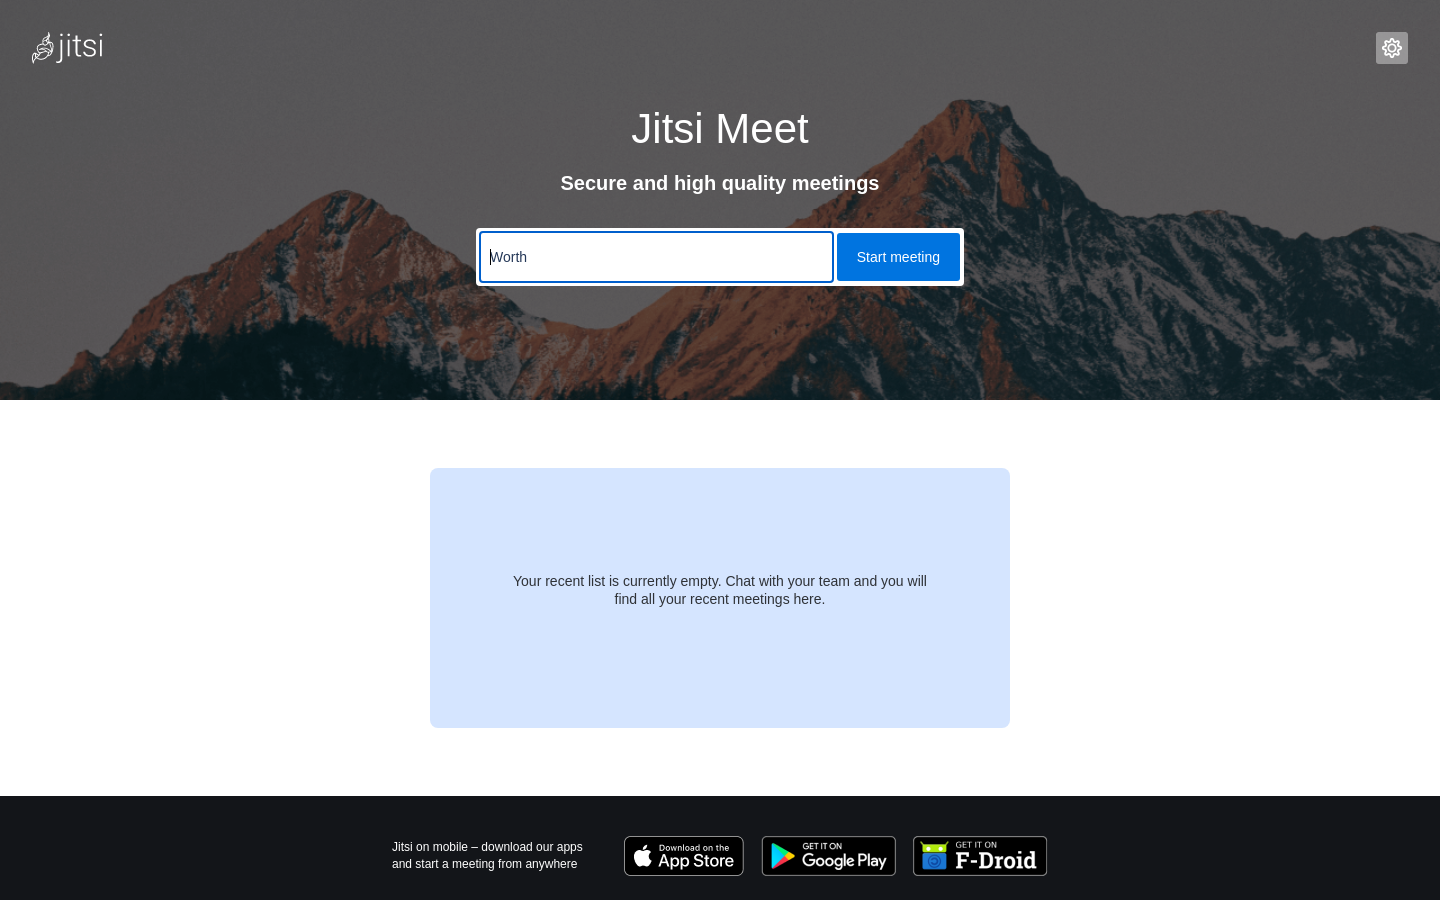 jitsi
Jitsi Meet
Secure and high quality meetings
Worth
Start meeting
Your recent list is currently empty. Chat with your team and you will
find all your recent meetings here.
Jitsi on mobile – download our apps
and start a meeting from anywhere
Download on the
App Store
GET IT ON
Google Play
GET IT ON
F-Droid